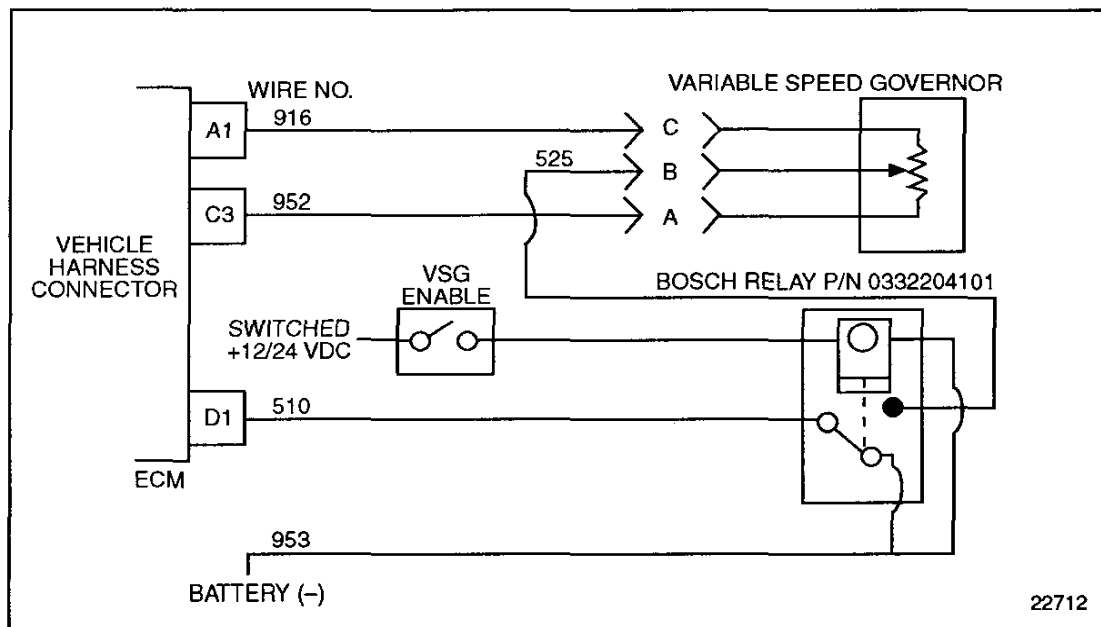 WIRE NO.
VARIABLE SPEED GOVERNOR
A1
916
C
525
B
C3
952
A
VEHICLE
HARNESS
CONNECTOR
VSG
ENABLE
BOSCH RELAY P/N 0332204101
SWITCHED
+12/24 VDC
D1
510
ECM
953
BATTERY (–)
22712